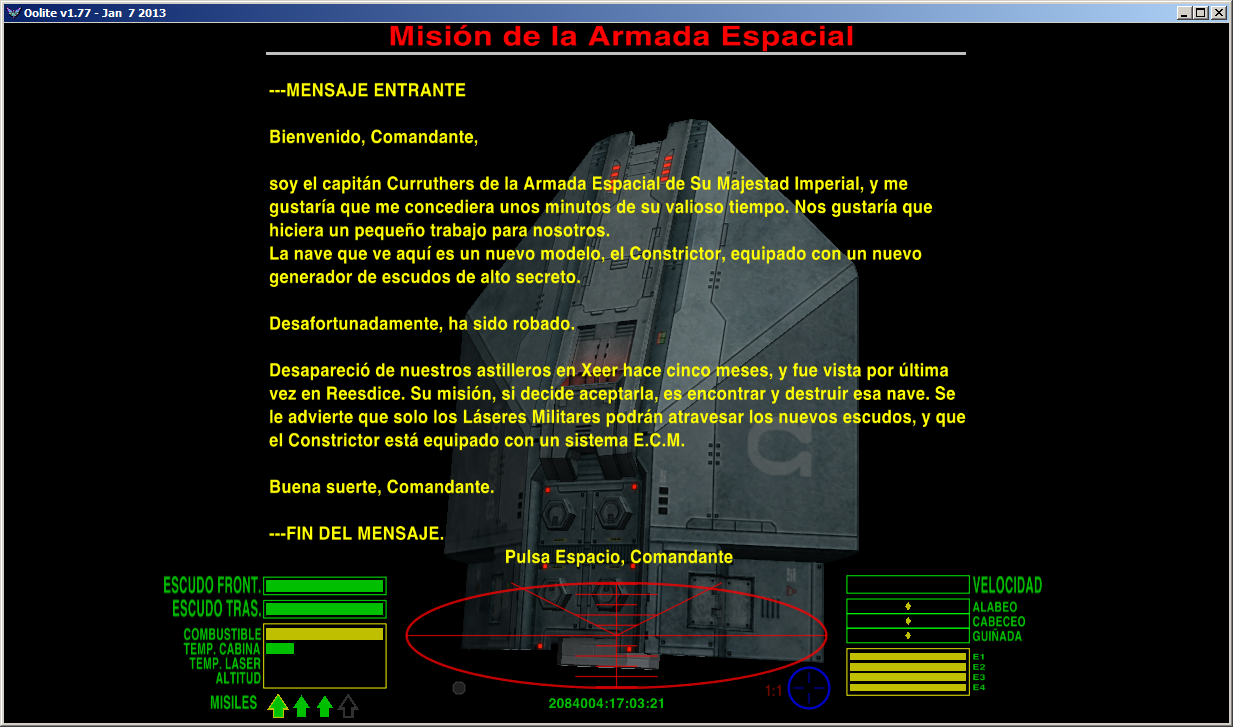 Oolite v1.77 - Jan 7 2013
Misión de la Armada Espacial
---MENSAJE ENTRANTE
Bienvenido, Comandante,
soy el capitán Curruthers de la Armada Espacial de Su Majestad Imperial, y me
gustaría que me concediera unos minutos de su valioso tiempo. Nos gustaría que
hiciera un pequeño trabajo para nosotros.
La nave que ve aquí es un nuevo modelo, el Constrictor, equipado con un nuevo
generador de escudos de alto secreto.
Desafortunadamente, ha sido robado.
Desapareció de nuestros astilleros en Xeer hace cinco meses, y fue vista por última
vez en Reesdice. Su misión, si decide aceptarla, es encontrar y destruir esa nave. Se
le advierte que solo los Láseres Militares podrán atravesar los nuevos escudos, y que
el Constrictor está equipado con un sistema E.C.M.
Buena suerte, Comandante.
---FIN DEL MENSAJE.
Pulsa Espacio, Comandante
ESCUDO FRONT.
ESCUDO TRAS.
COMBUSTIBLE
TEMP. CABINA
TEMP. LASER
ALTITUD
MISILES
2084004:17:03:21
1:1
VELOCIDAD
ALABEO
CABECEO
GUIÑADA
E1
E2
E3
E4